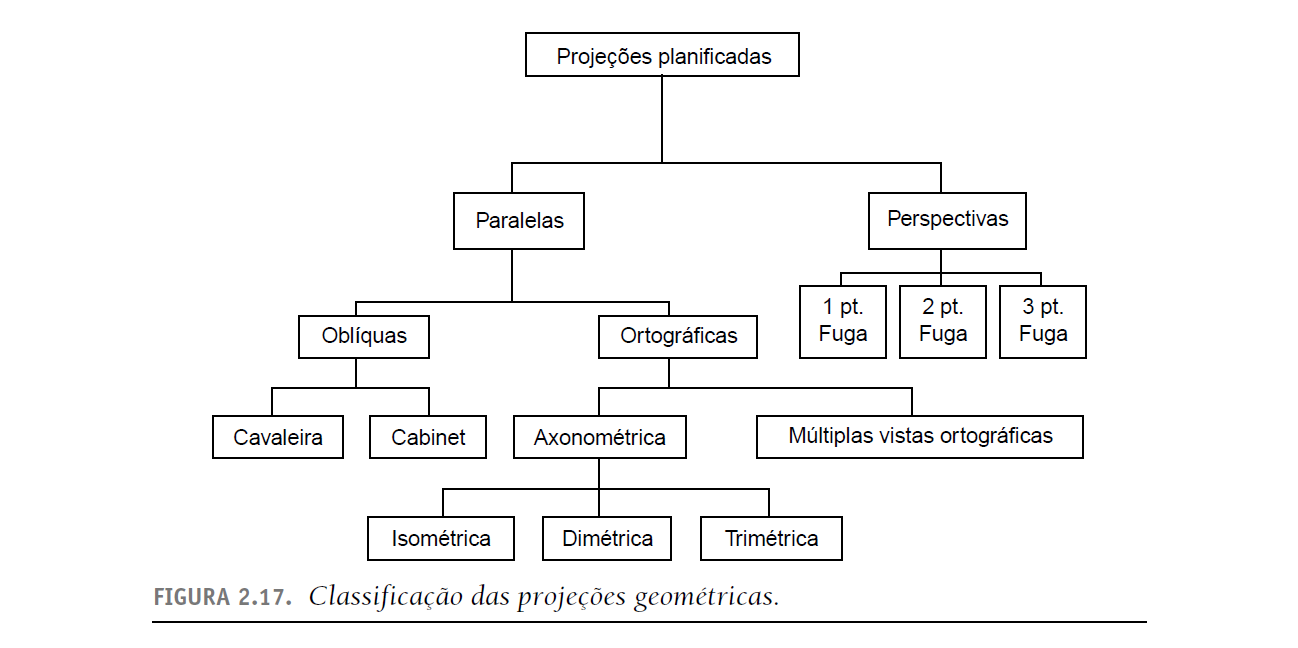 Projeções planificadas
Paralelas
Perspectivas
1 pt.
Fuga
2 pt.
Fuga
3 pt.
Fuga
Oblíquas
Ortográficas
Cavaleira
Cabinet
Axonométrica
Múltiplas vistas ortográficas
Isométrica
Dimétrica
Trimétrica
FIGURA 2.17. Classificação das projeções geométricas.